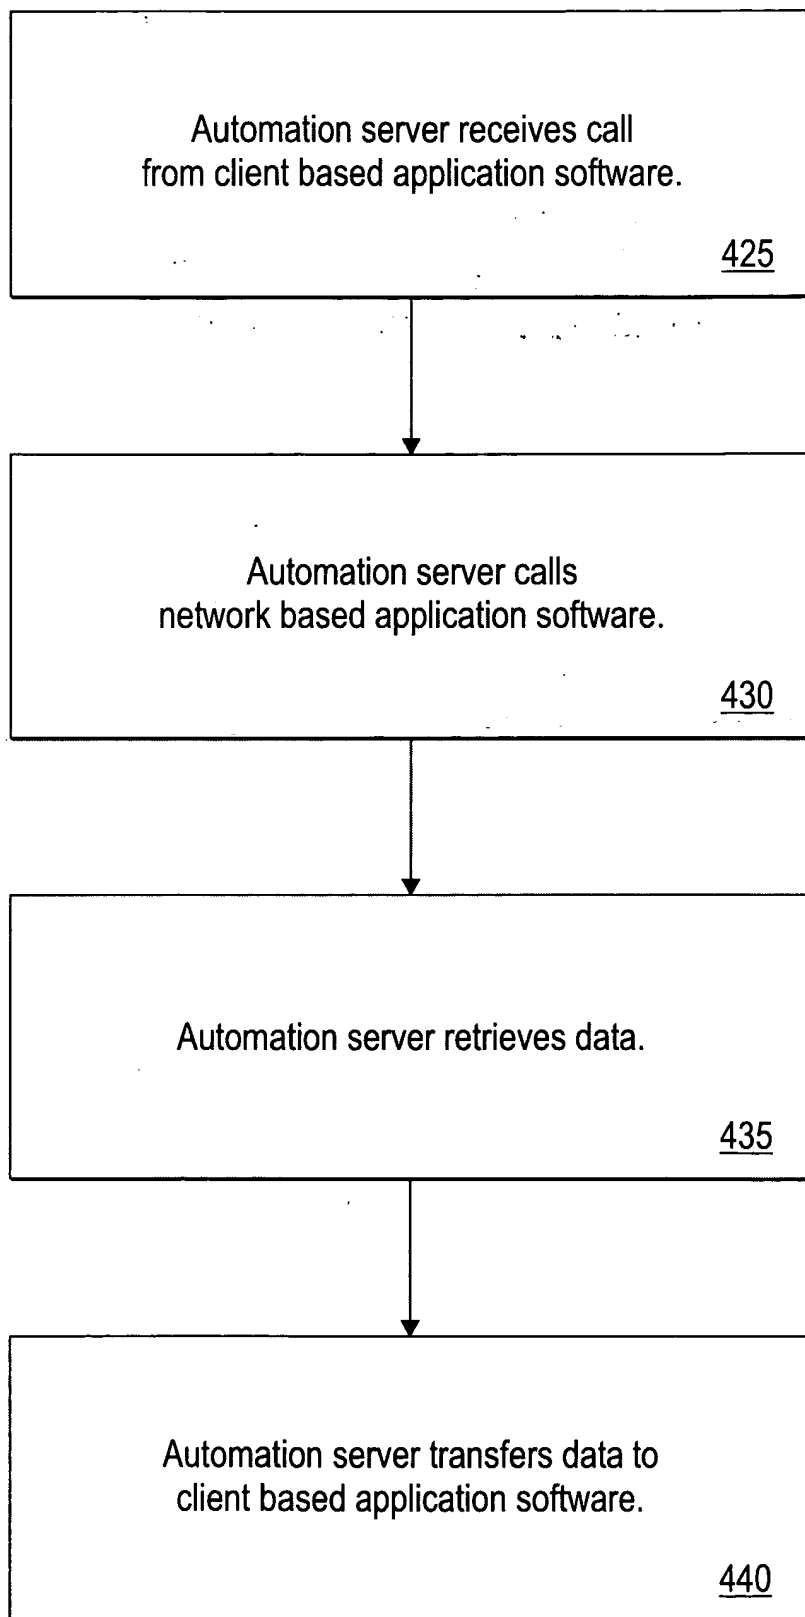 Automation server receives call
from client based application software.
425
Automation server calls
network based application software.
430
Automation server retrieves data.
435
Automation server transfers data to
client based application software.
440